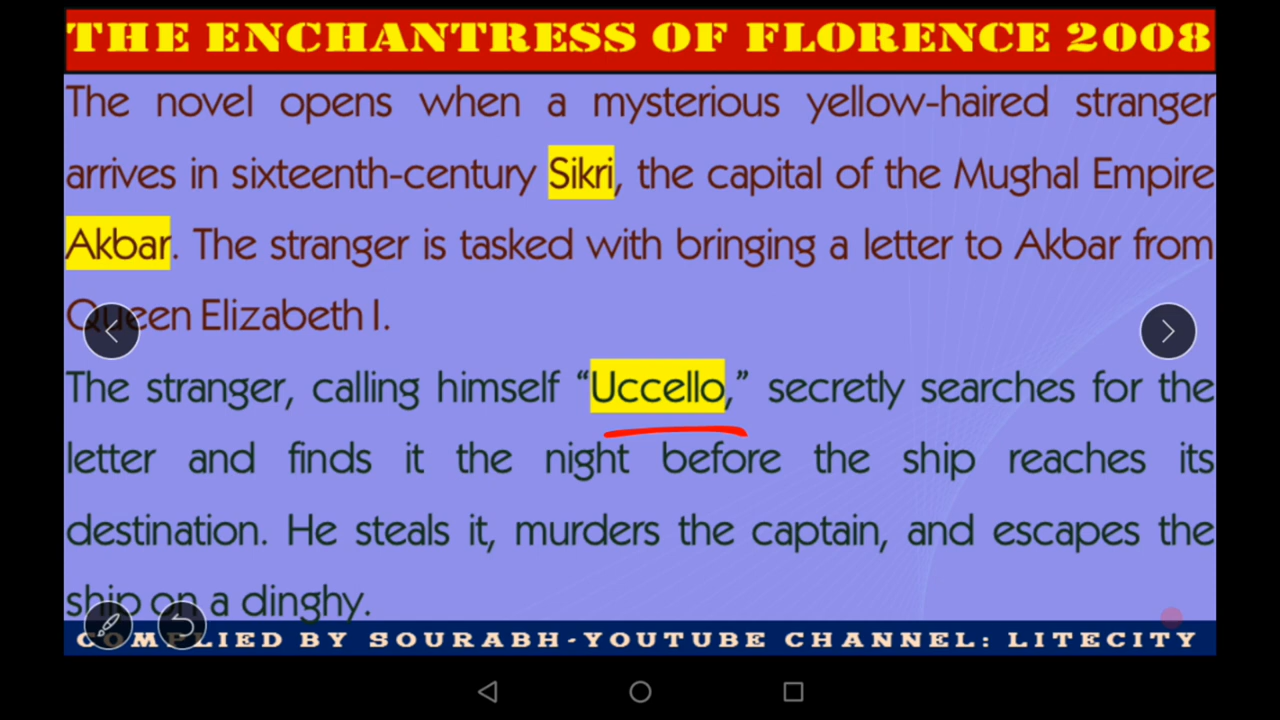 THE ENCHANTRESS OF FLORENCE 2008
The novel opens when a mysterious yellow-haired stranger
arrives in sixteenth-century Sikri, the capital of the Mughal Empire
Akbar. The stranger is tasked with bringing a letter to Akbar from
Queen Elizabeth I.
The stranger, calling himself “Uccello,” secretly searches for the
letter and finds it the night before the ship reaches its
destination. He steals it, murders the captain, and escapes the
ship on a dinghy.
COMPLIED BY SOURABH-YOUTUBE CHANNEL: LITECITY